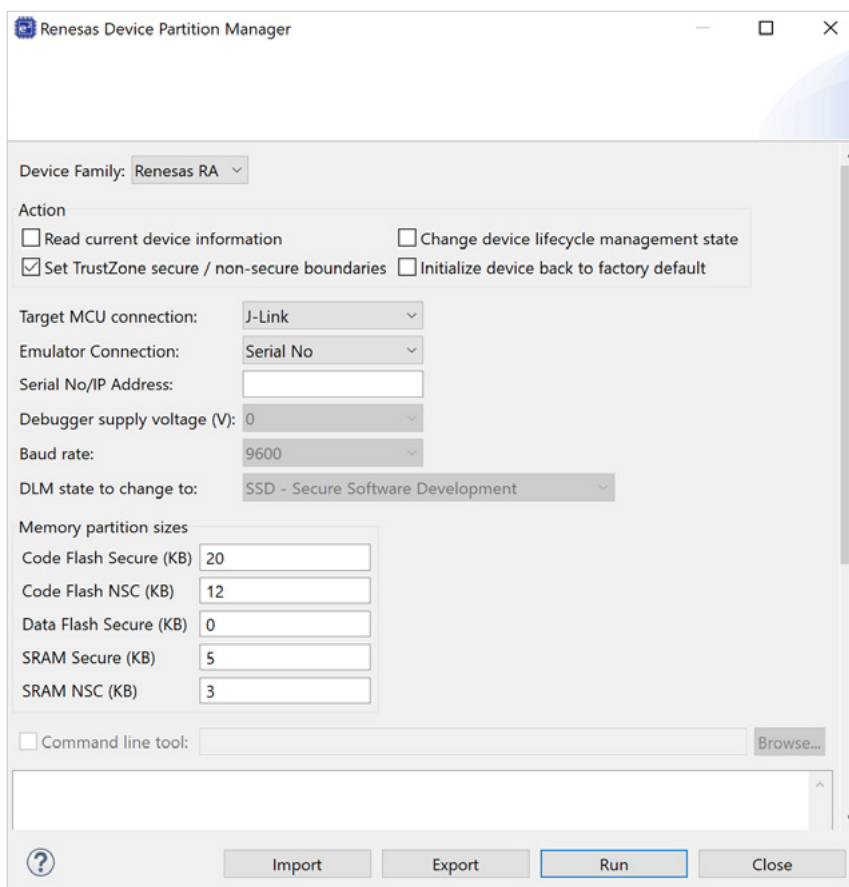 Renesas Device Partition Manager
Device Family: Renesas RA
Action
Read current device information
Change device lifecycle management state
Set TrustZone secure / non-secure boundaries
Initialize device back to factory default
Target MCU connection: J-Link
Emulator Connection: Serial No
Serial No/IP Address:
Debugger supply voltage (V): 0
Baud rate: 9600
DLM state to change to: SSD - Secure Software Development
Memory partition sizes
Code Flash Secure (KB) 20
Code Flash NSC (KB) 12
Data Flash Secure (KB) 0
SRAM Secure (KB) 5
SRAM NSC (KB) 3
Command line tool: Browse...
? Import Export Run Close